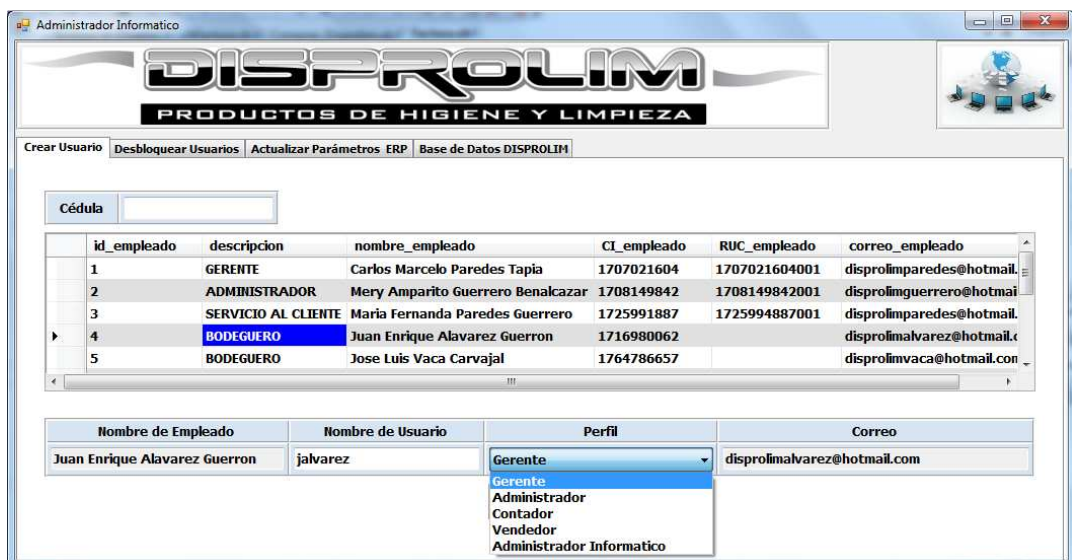 Administrador Informatico
DISPROLIM
PRODUCTOS DE HIGIENE Y LIMPIEZA
Crear Usuario Desbloquear Usuarios Actualizar Parámetros ERP Base de Datos DISPROLIM
Cédula
id_empleado descripcion nombre_empleado CI_empleado RUC_empleado correo_empleado
1 GERENTE Carlos Marcelo Paredes Tapia 1707021604 1707021604001 disprolimparedes@hotmail.
2 ADMINISTRADOR Mery Amparito Guerrero Benalcazar 1708149842 1708149842001 disprolimguerrero@hotmai
3 SERVICIO AL CLIENTE Maria Fernanda Paredes Guerrero 1725991887 1725994887001 disprolimparedes@hotmail.
4 BODEGUERO Juan Enrique Alavarez Guerron 1716980062 disprolimalvarez@hotmail.c
5 BODEGUERO Jose Luis Vaca Carvajal 1764786657 disprolimvaca@hotmail.con
Nombre de Empleado Nombre de Usuario Perfil Correo
Juan Enrique Alavarez Guerron jalvarez Gerente disprolimalvarez@hotmail.com
Gerente
Administrador
Contador
Vendedor
Administrador Informatico